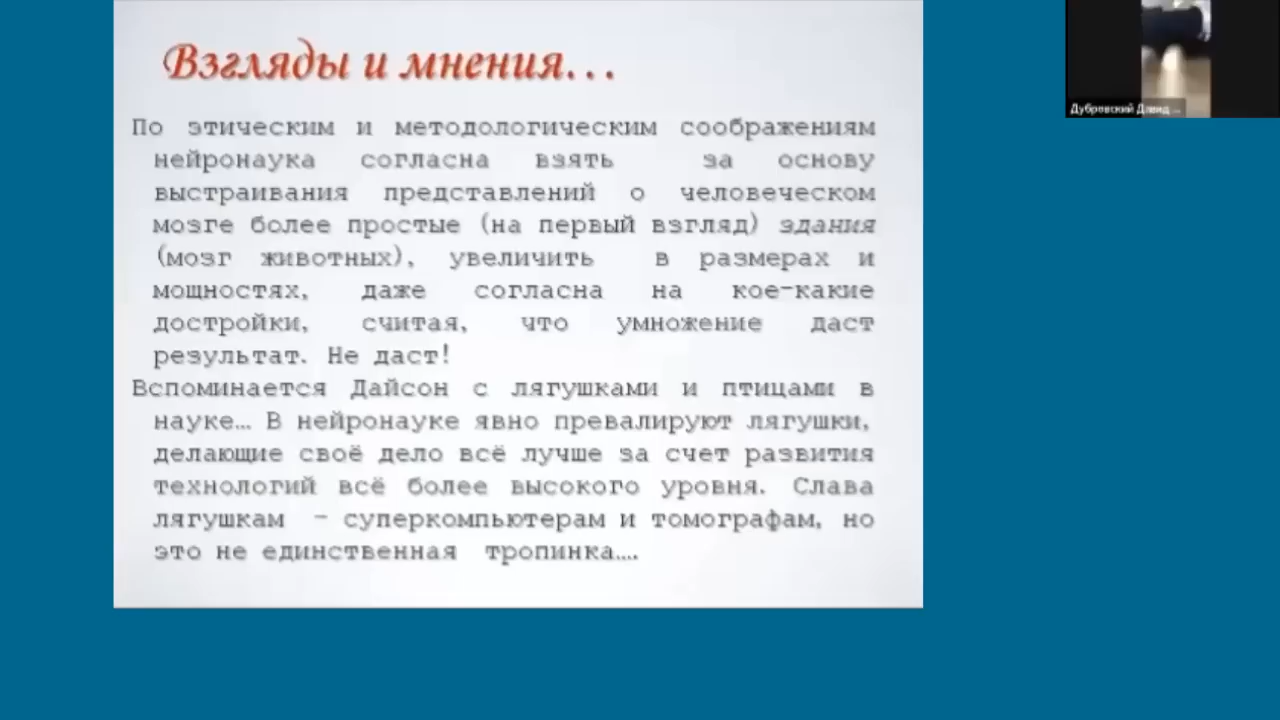 Взгляды и мнения...
По этическим и методологическим соображениям
нейронаука согласна взять за основу
выстраивания представлений о человеческом
мозге более простые (на первый взгляд) здания
(мозг животных), увеличить в размерах и
мощностях, даже согласна на кое-какие
достройки, считая, что умножение даст
результат. Не даст!
Вспоминается Дайсон с лягушками и птицами в
науке… В нейронауке явно превалируют лягушки,
делающие своё дело всё лучше за счет развития
технологий всё более высокого уровня. Слава
лягушкам – суперкомпьютерам и томографам, но
это не единственная тропинка….
Дубровский Давид ...